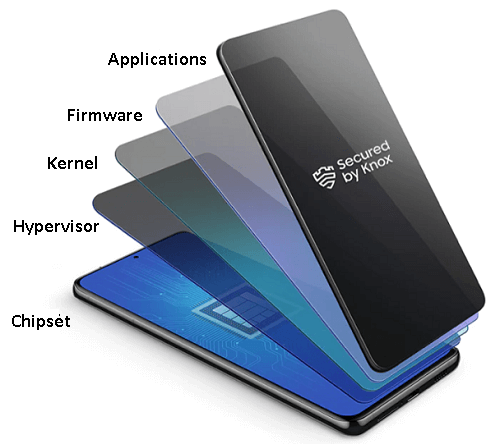 Applications
Firmware
Kernel
Hypervisor
Chipset
Secured
by Knox